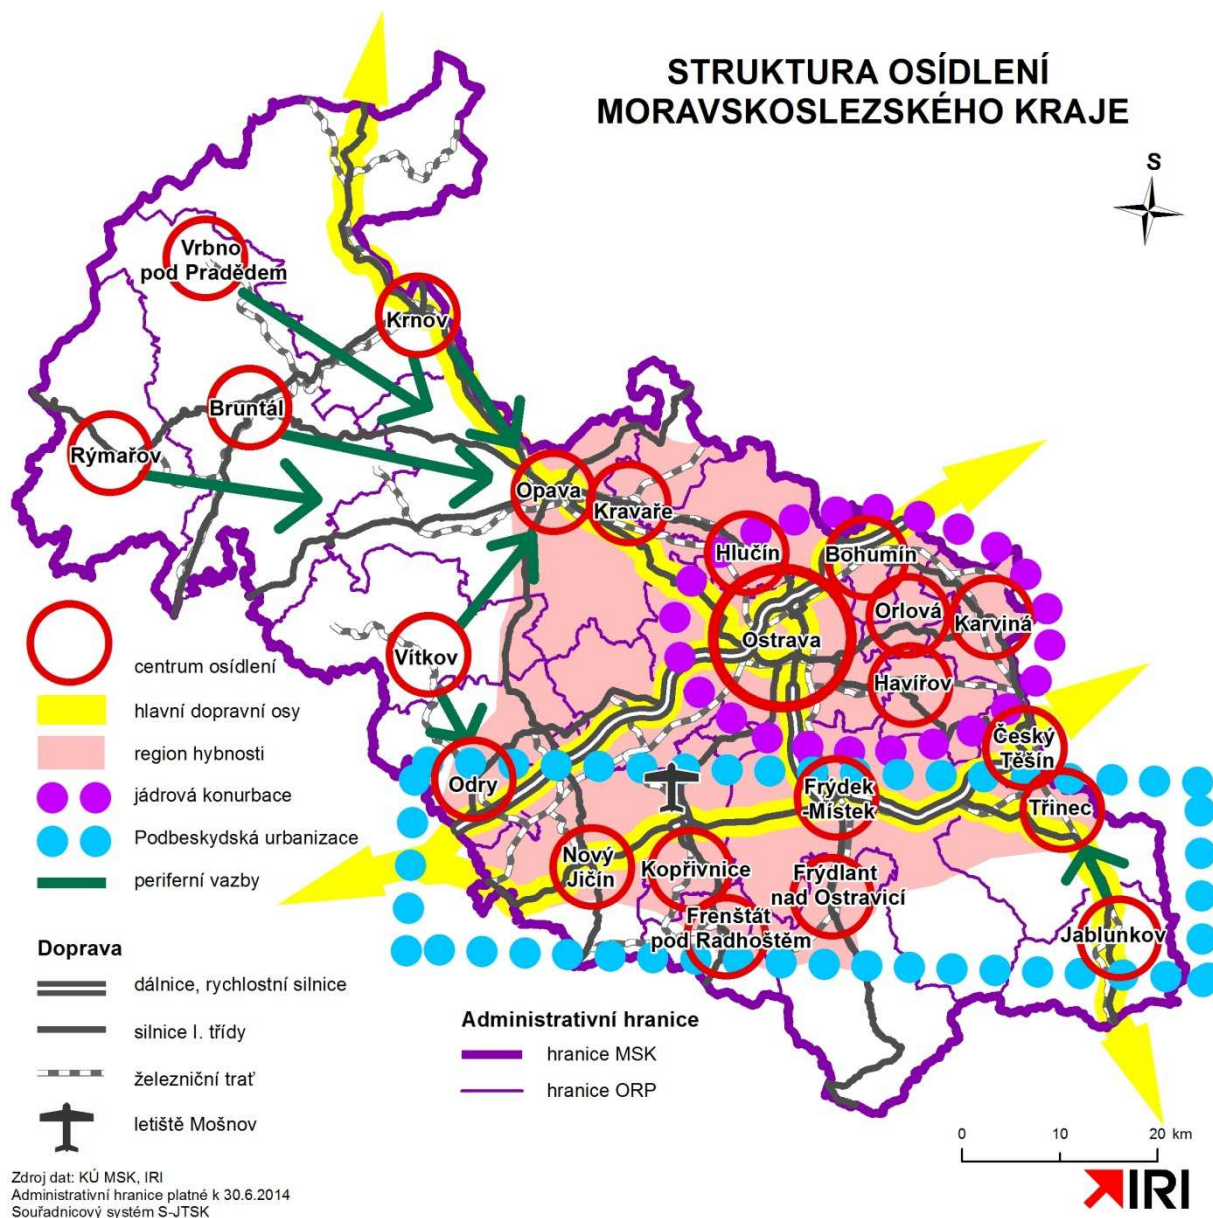 STRUKTURA OSÍDLENÍ
MORAVSKOSLEZSKÉHO KRAJE
S
Vrbno
pod Pradědem
Krnov
Bruntál
Rýmařov
Opava
Kravaře
Hlučín
Bohumín
Orlová
Karviná
Ostrava
Vítkov
Havířov
Český
Těšín
Odry
Frýdek
-Místek
Třinec
Nový
Jičín
Kopřivnice
Frýdlant
nad Ostravicí
Frenštát
pod Radhoštěm
Jablunkov
centrum osídlení
hlavní dopravní osy
region hybnosti
jádrová konurbace
Podbeskydská urbanizace
periferní vazby
Doprava
dálnice, rychlostní silnice
silnice I. třídy
železniční trať
letiště Mošnov
Administrativní hranice
hranice MSK
hranice ORP
0 10 20 km
IRI
Zdroj dat: KÚ MSK, IRI
Administrativní hranice platné k 30.6.2014
Souřadnicový systém S-JTSK